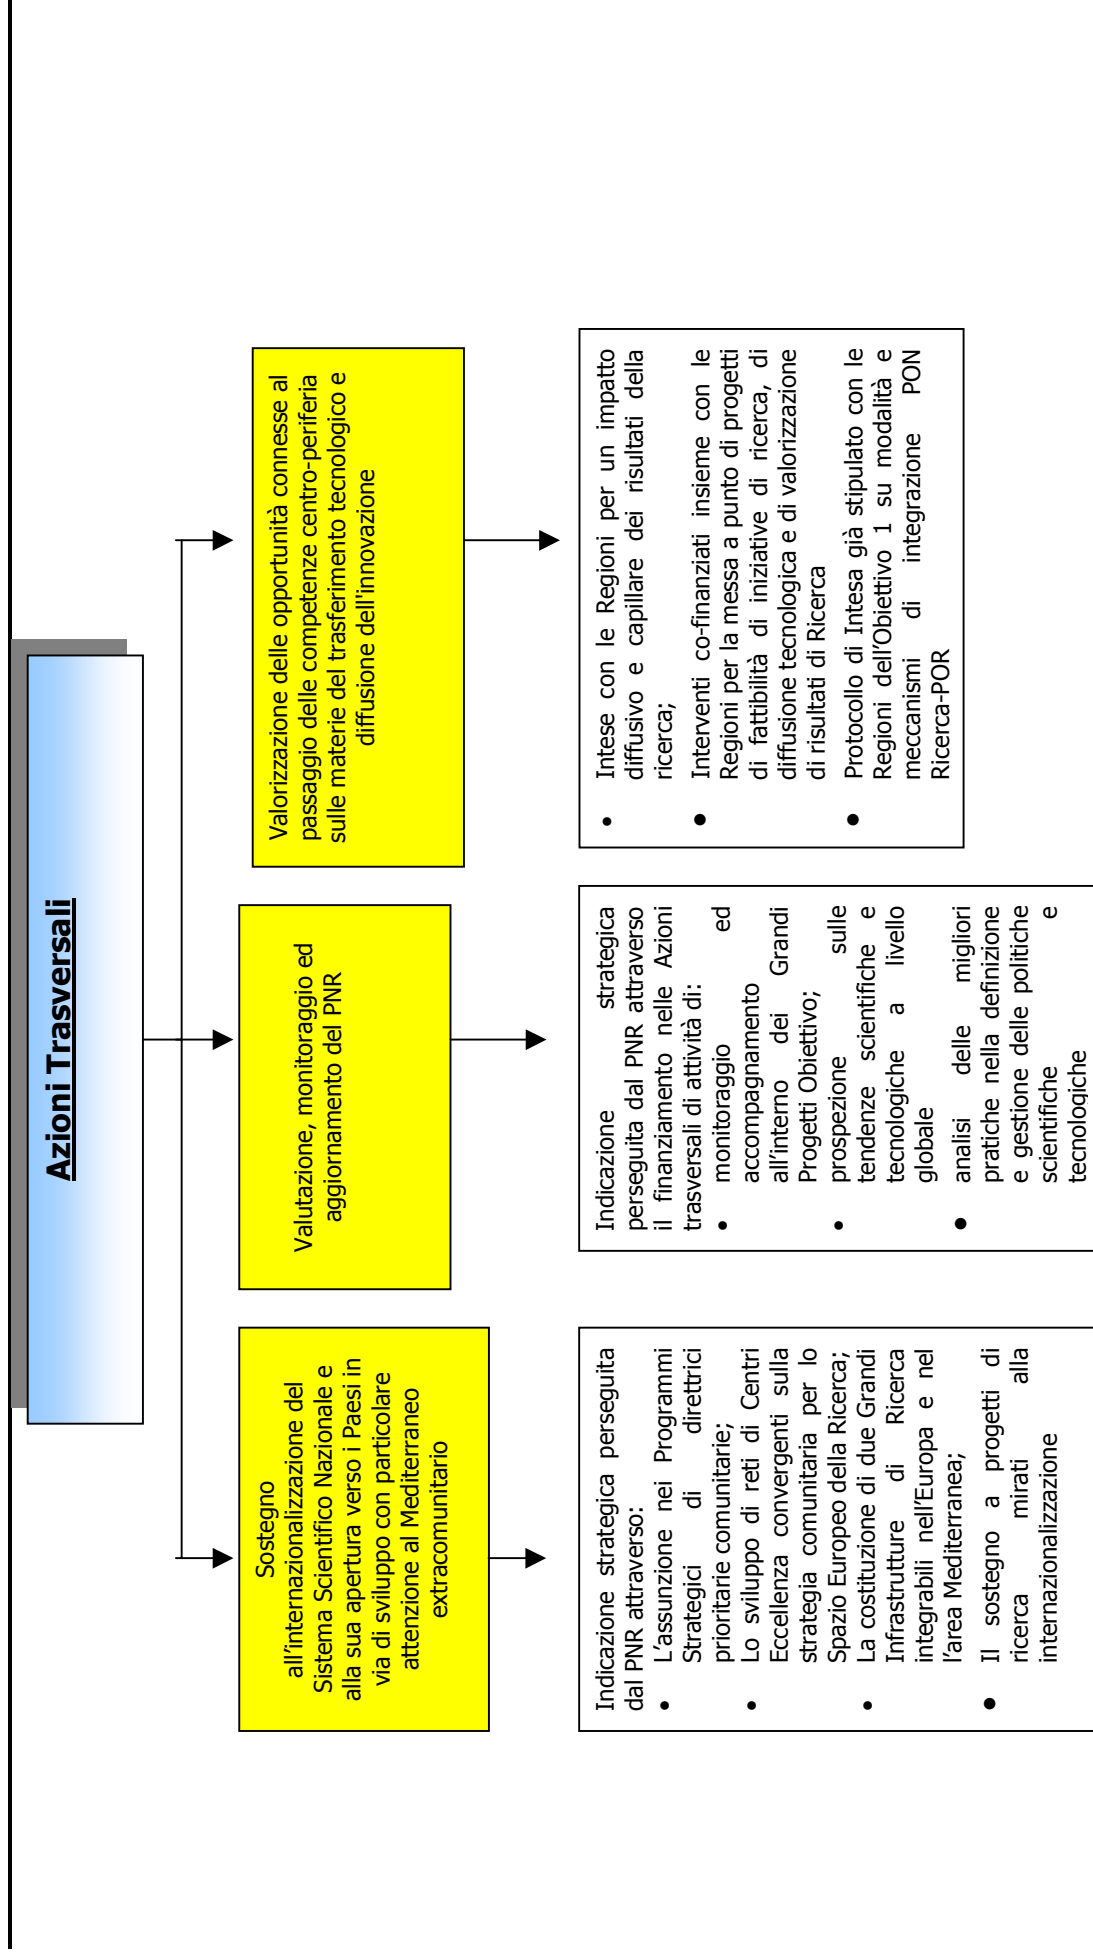 Azioni Trasversali
Sostegno
all'internazionalizzazione del
Sistema Scientifico Nazionale e
alla sua apertura verso i Paesi in
via di sviluppo con particolare
attenzione al Mediterraneo
extracomunitario
Valutazione, monitoraggio ed
aggiornamento del PNR
Valorizzazione delle opportunità connesse al
passaggio delle competenze centro-periferia
sulle materie del trasferimento tecnologico e
diffusione dell'innovazione
Indicazione strategica perseguita
dal PNR attraverso:
• L'assunzione nei Programmi
Strategici di direttrici
prioritarie comunitarie;
• Lo sviluppo di reti di Centri
Eccellenza convergenti sulla
strategia comunitaria per lo
Spazio Europeo della Ricerca;
• La costituzione di due Grandi
Infrastrutture di Ricerca
integrabili nell'Europa e nel
l'area Mediterranea;
• Il sostegno a progetti di
ricerca mirati alla
internazionalizzazione
Indicazione strategica
perseguita dal PNR attraverso
il finanziamento nelle Azioni
trasversali di attività di:
• monitoraggio ed
accompagnamento
all'interno dei Grandi
Progetti Obiettivo;
• prospezione sulle
tendenze scientifiche e
tecnologiche a livello
globale
• analisi delle migliori
pratiche nella definizione
e gestione delle politiche
scientifiche e
tecnologiche
• Intese con le Regioni per un impatto
diffusivo e capillare dei risultati della
ricerca;
• Interventi co-finanziati insieme con le
Regioni per la messa a punto di progetti
di fattibilità di iniziative di ricerca, di
diffusione tecnologica e di valorizzazione
di risultati di Ricerca
• Protocollo di Intesa già stipulato con le
Regioni dell'Obiettivo 1 su modalità e
meccanismi di integrazione PON
Ricerca-POR